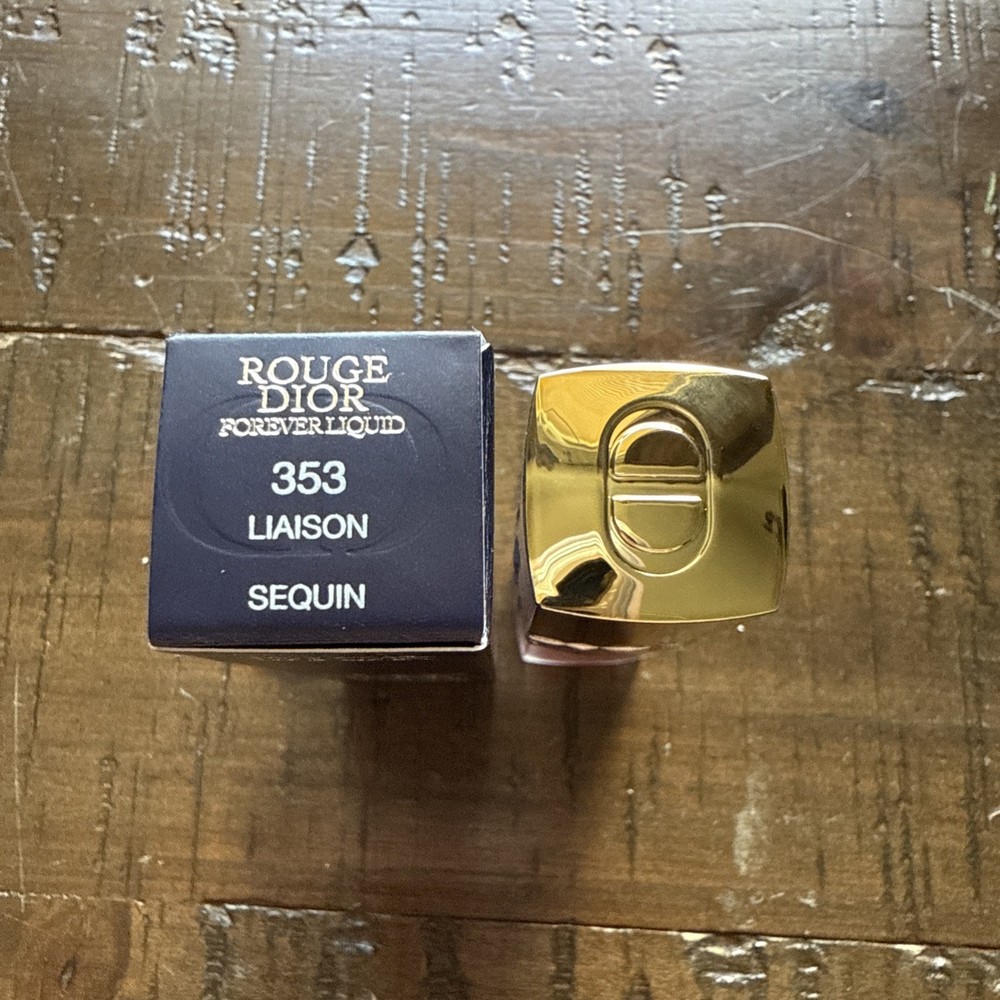 ROUGE
DIOR
FOREVER LIQUID
353
LIAISON
SEQUIN